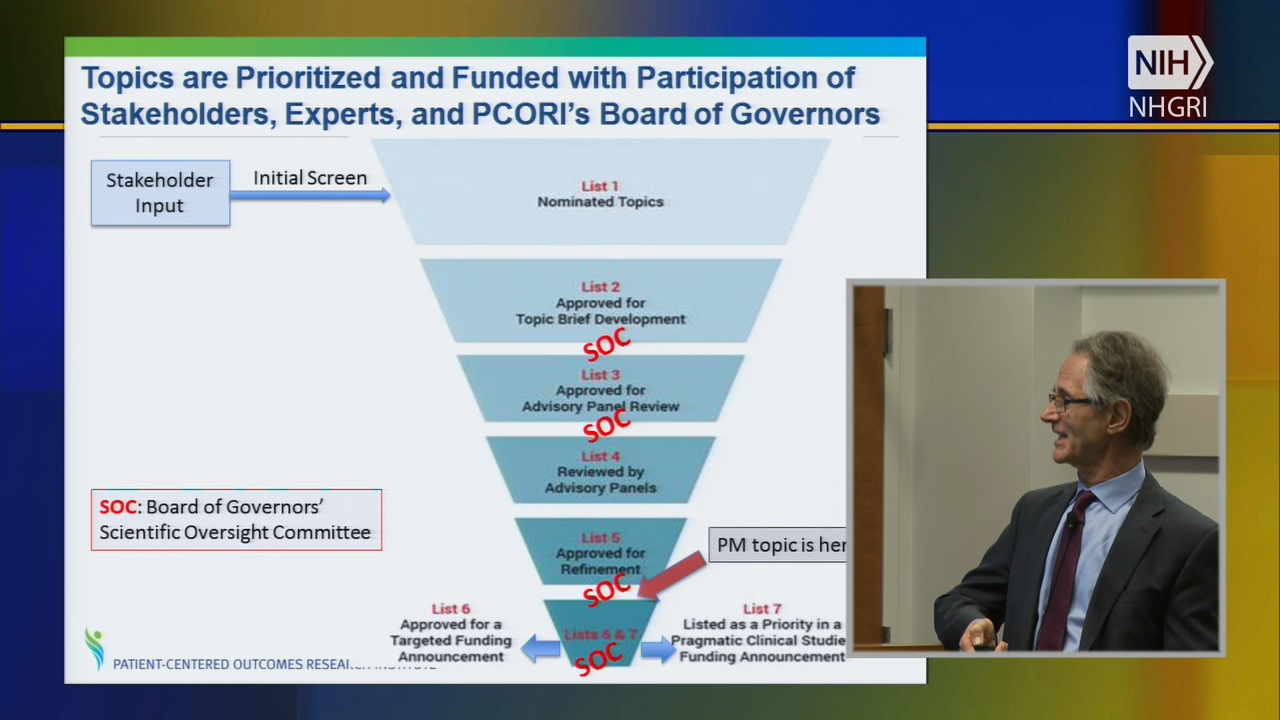 Topics are Prioritized and Funded with Participation of
Stakeholders, Experts, and PCORI's Board of Governors
NIH
NHGRI
Stakeholder
Input
Initial Screen
List 1
Nominated Topics
List 2
Approved for
Topic Brief Development
SOC
List 3
Approved for
Advisory Panel Review
SOC
List 4
Reviewed by
Advisory Panels
SOC: Board of Governors'
Scientific Oversight Committee
List 5
Approved for
Refinement
SOC
PM topic is her
List 6
Approved for a
Targeted Funding
Announcement
Lists 6 & 7
SOC
List 7
Listed as a Priority in a
Pragmatic Clinical Studie
Funding Announcement
PATIENT-CENTERED OUTCOMES RESEARCH